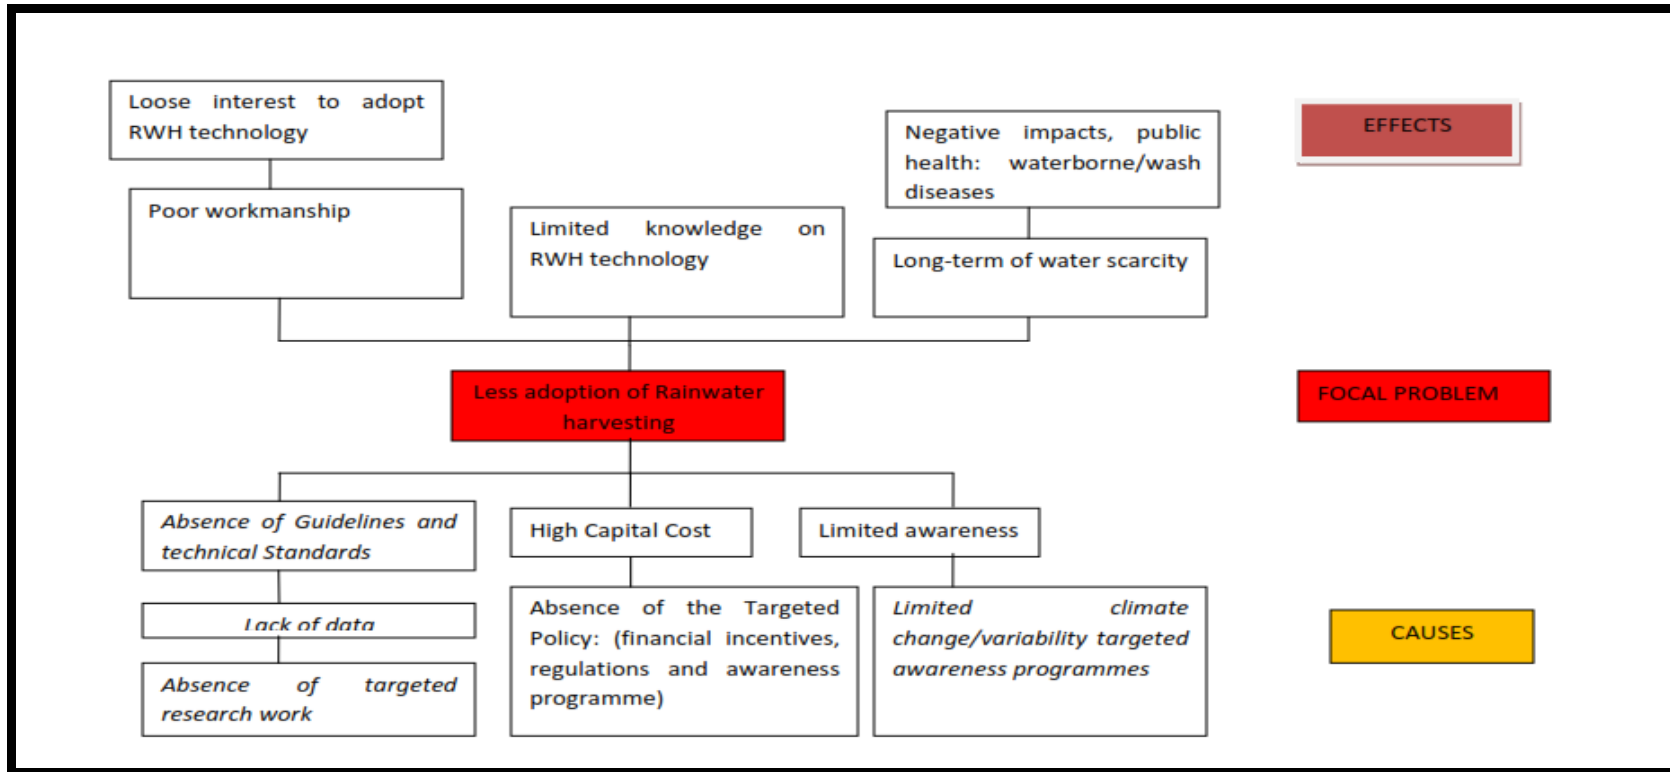 Loose interest to adopt
RWH technology
Negative impacts, public
health: waterborne/wash
diseases
EFFECTS
Poor workmanship
Limited knowledge on
RWH technology
Long-term of water scarcity
Less adoption of Rainwater
harvesting
FOCAL PROBLEM
Absence of Guidelines and
technical Standards
High Capital Cost
Limited awareness
Lack of data
Absence of targeted
research work
Absence of the Targeted
Policy: (financial incentives,
regulations and awareness
programme)
Limited climate
change/variability targeted
awareness programmes
CAUSES